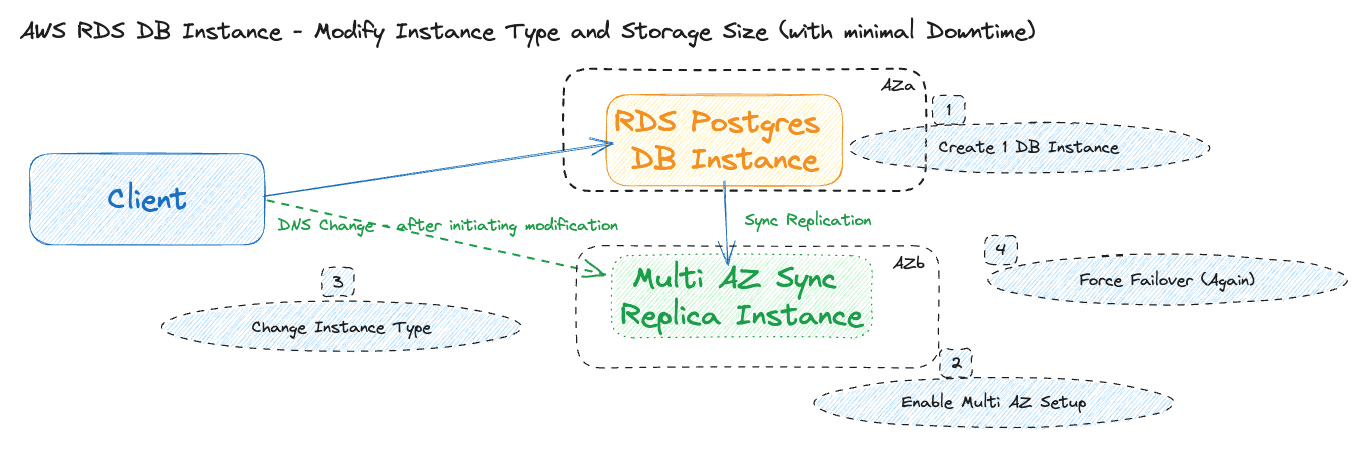 AWS RDS DB Instance - Modify Instance Type and Storage Size (with minimal Downtime)
AZa
RDS Postgres
DB Instance
1
Create 1 DB Instance
Client
DNS Change - after initiating modification
Sync Replication
AZb
Multi AZ Sync
Replica Instance
4
Force Failover (Again)
3
Change Instance Type
2
Enable Multi AZ Setup